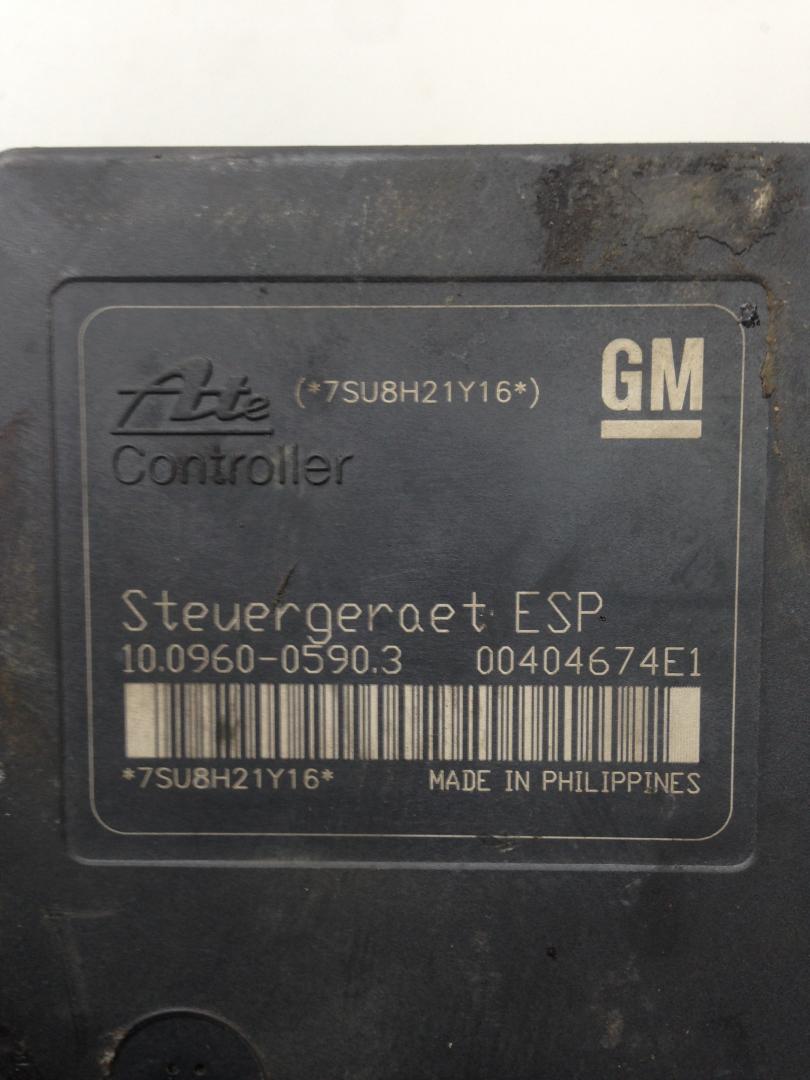 Ate (*7SU8H21Y16*) GM
Controller
Steuergeraet ESP
10.0960-0590.3 00404674E1
*7SU8H21Y16* MADE IN PHILIPPINES